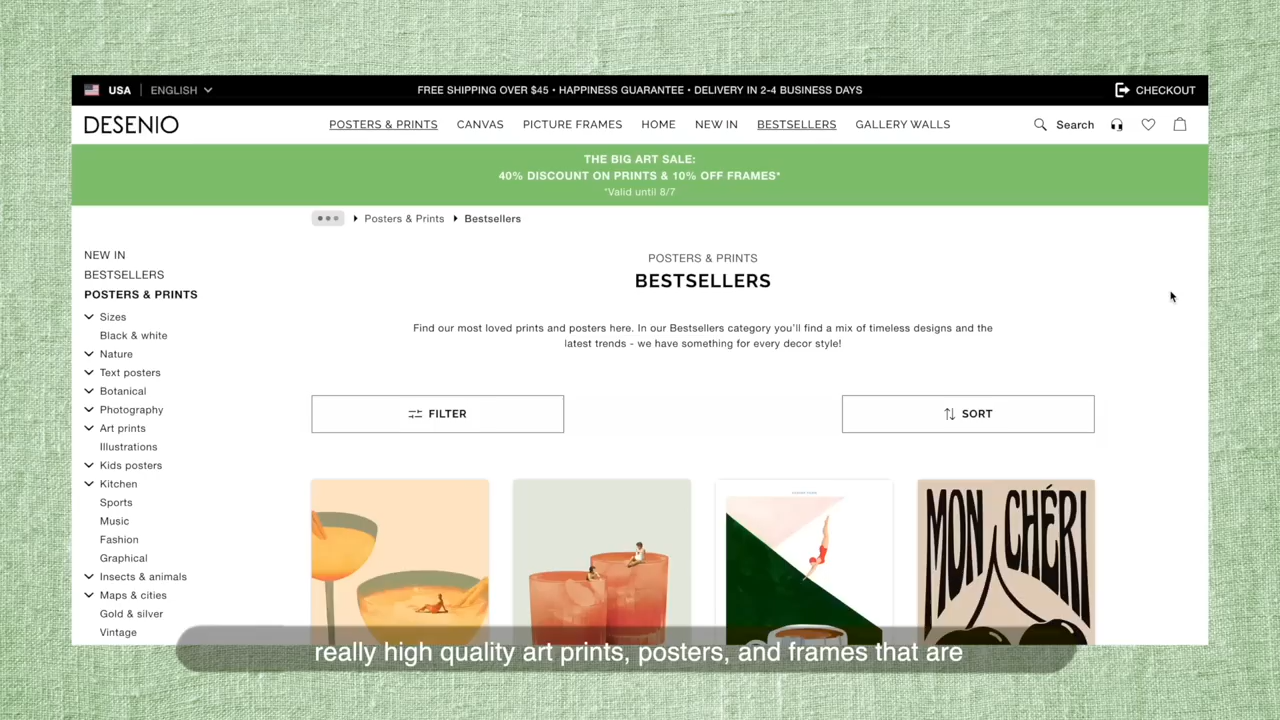 USA
ENGLISH
FREE SHIPPING OVER $45 • HAPPINESS GUARANTEE • DELIVERY IN 2-4 BUSINESS DAYS
CHECKOUT
DESENIO
POSTERS & PRINTS
CANVAS
PICTURE FRAMES
HOME
NEW IN
BESTSELLERS
GALLERY WALLS
Search
THE BIG ART SALE:
40% DISCOUNT ON PRINTS & 10% OFF FRAMES*
*Valid until 8/7
Posters & Prints
Bestsellers
NEW IN
BESTSELLERS
POSTERS & PRINTS
Sizes
Black & white
Nature
Text posters
Botanical
Photography
Art prints
Illustrations
Kids posters
Kitchen
Sports
Music
Fashion
Graphical
Insects & animals
Maps & cities
Gold & silver
Vintage
POSTERS & PRINTS
BESTSELLERS
Find our most loved prints and posters here. In our Bestsellers category you'll find a mix of timeless designs and the
latest trends - we have something for every decor style!
FILTER
SORT
MON CHÉRI
really high quality art prints, posters, and frames that are